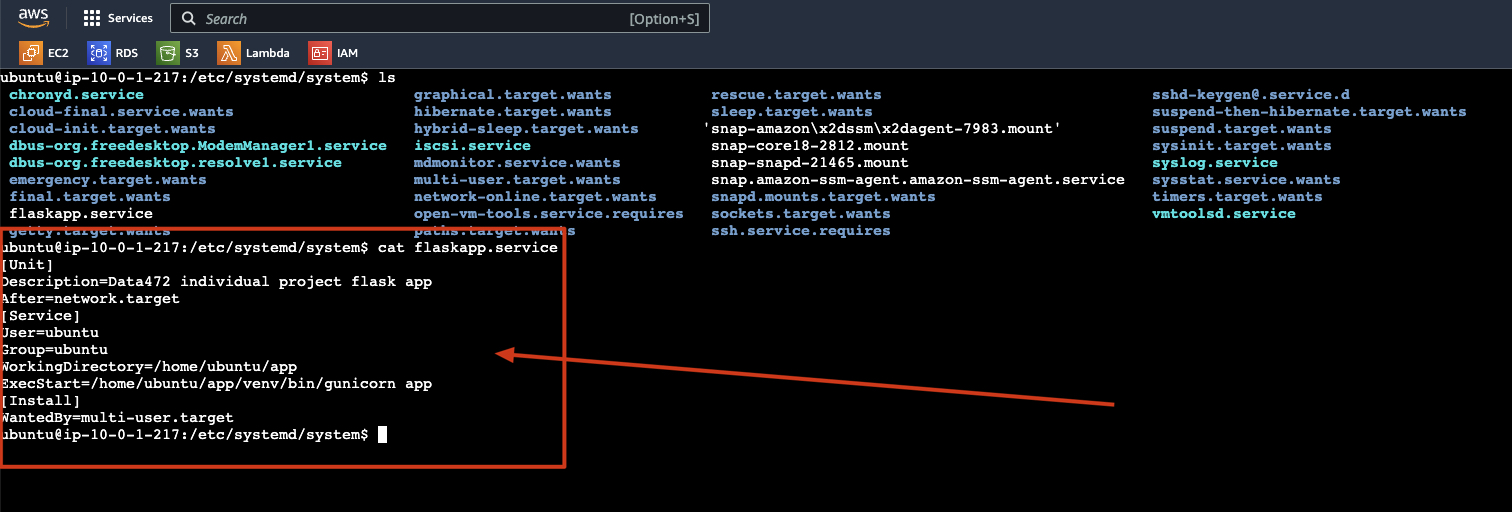 aws
Services
Search
[Option+S]
EC2 RDS S3 Lambda IAM
ubuntu@ip-10-0-1-217:/etc/systemd/system$ ls
chronyd.service graphical.target.wants rescue.target.wants sshd-keygen@.service.d
cloud-final.service.wants hibernate.target.wants sleep.target.wants suspend-then-hibernate.target.wants
cloud-init.target.wants hybrid-sleep.target.wants 'snap-amazon\x2dssm\x2dagent-7983.mount' suspend.target.wants
dbus-org.freedesktop.ModemManager1.service iscsi.service snap-core18-2812.mount sysinit.target.wants
dbus-org.freedesktop.resolve1.service mdmonitor.service.wants snap-snapd-21465.mount syslog.service
emergency.target.wants multi-user.target.wants snap.amazon-ssm-agent.amazon-ssm-agent.service sysstat.service.wants
final.target.wants network-online.target.wants snapd.mounts.target.wants timers.target.wants
flaskapp.service open-vm-tools.service.requires sockets.target.wants vmtoolsd.service
getty.target.wants paths.target.wants ssh.service.requires
ubuntu@ip-10-0-1-217:/etc/systemd/system$ cat flaskapp.service
[Unit]
Description=Data472 individual project flask app
After=network.target
[Service]
User=ubuntu
Group=ubuntu
WorkingDirectory=/home/ubuntu/app
ExecStart=/home/ubuntu/app/venv/bin/gunicorn app
[Install]
WantedBy=multi-user.target
ubuntu@ip-10-0-1-217:/etc/systemd/system$